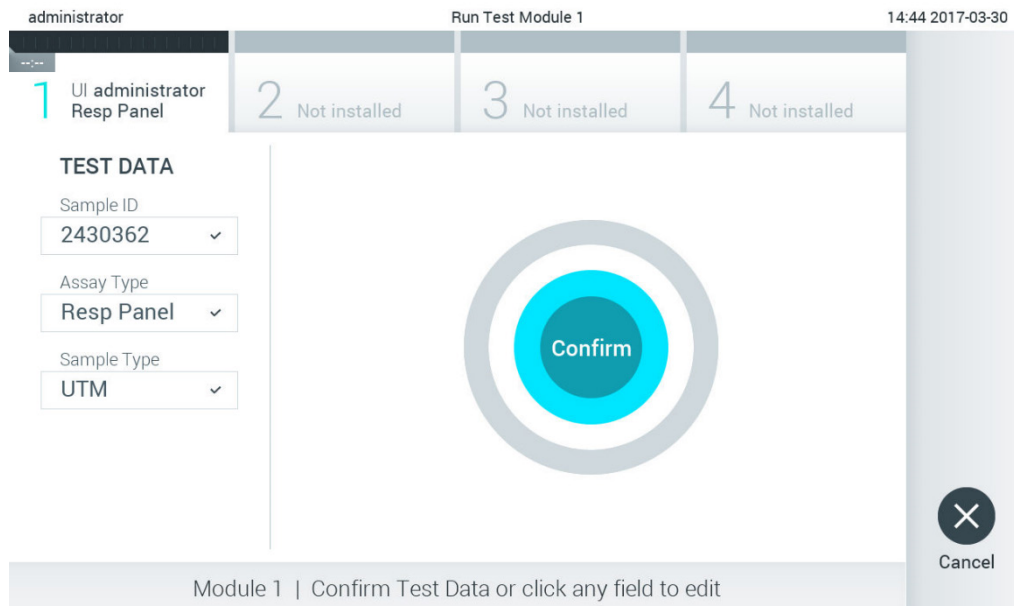 administrator
Run Test Module 1
14:44 2017-03-30
--:--
1
UI administrator
Resp Panel
2 Not installed
3 Not installed
4 Not installed
TEST DATA
Sample ID
2430362
Assay Type
Resp Panel
Sample Type
UTM
Confirm
Cancel
Module 1 | Confirm Test Data or click any field to edit